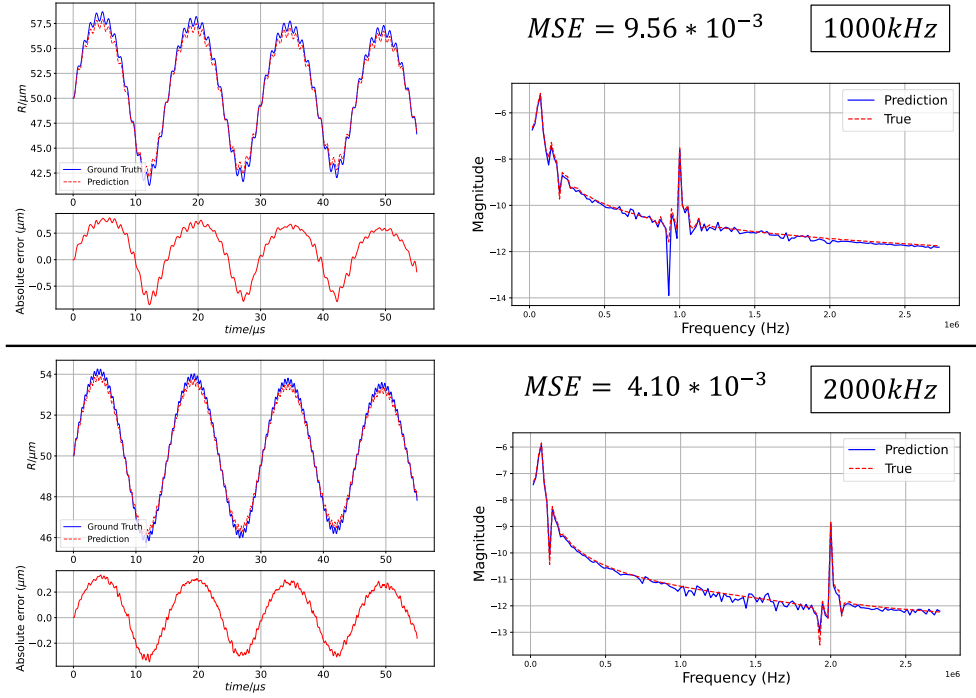 57.5
55.0
52.5
50.0
47.5
45.0
42.5
R/μm
Ground Truth
Prediction
0 10 20 30 40 50
0.5
0.0
−0.5
Absolute error (μm)
0 10 20 30 40 50
time/μs
MSE = 9.56 * 10⁻³
1000kHz
−6
−8
−10
−12
−14
Magnitude
Prediction
True
0.0 0.5 1.0 1.5 2.0 2.5
1e6
Frequency (Hz)
54
52
50
48
46
R/μm
Ground Truth
Prediction
0 10 20 30 40 50
0.2
0.0
−0.2
Absolute error (μm)
0 10 20 30 40 50
time/μs
MSE = 4.10 * 10⁻³
2000kHz
−6
−7
−8
−9
−10
−11
−12
−13
Magnitude
Prediction
True
0.0 0.5 1.0 1.5 2.0 2.5
1e6
Frequency (Hz)